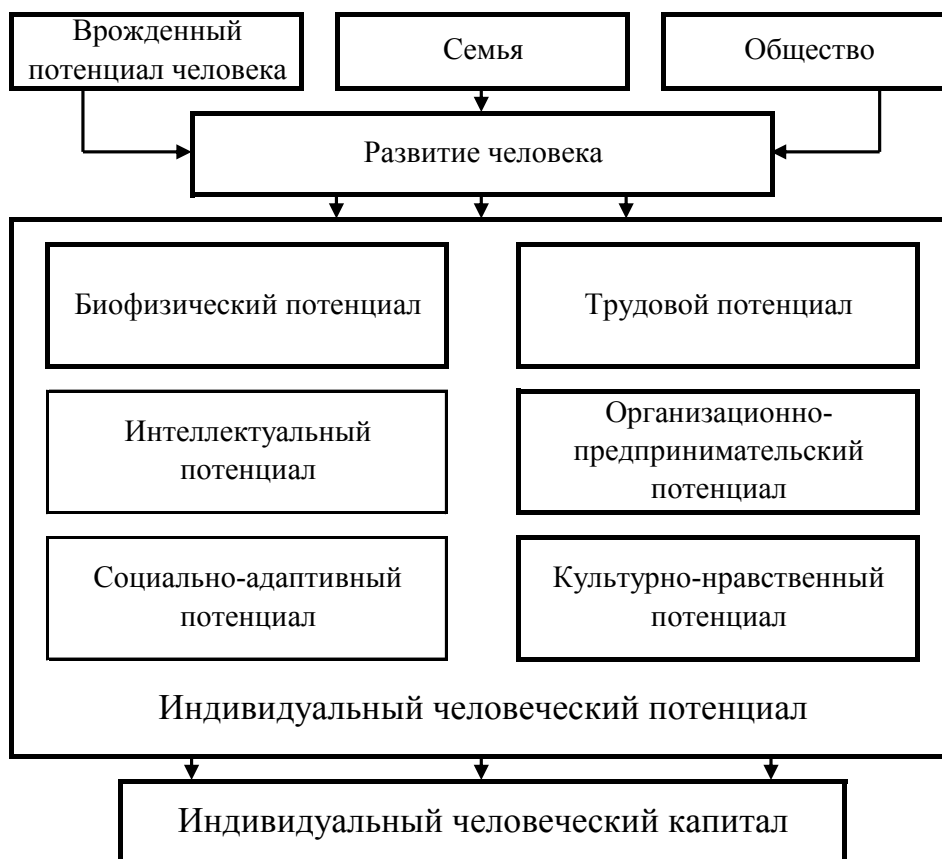 Врожденный
потенциал человека
Семья
Общество
Развитие человека
Биофизический потенциал
Трудовой потенциал
Интеллектуальный
потенциал
Организационно-
предпринимательский
потенциал
Социально-адаптивный
потенциал
Культурно-нравственный
потенциал
Индивидуальный человеческий потенциал
Индивидуальный человеческий капитал